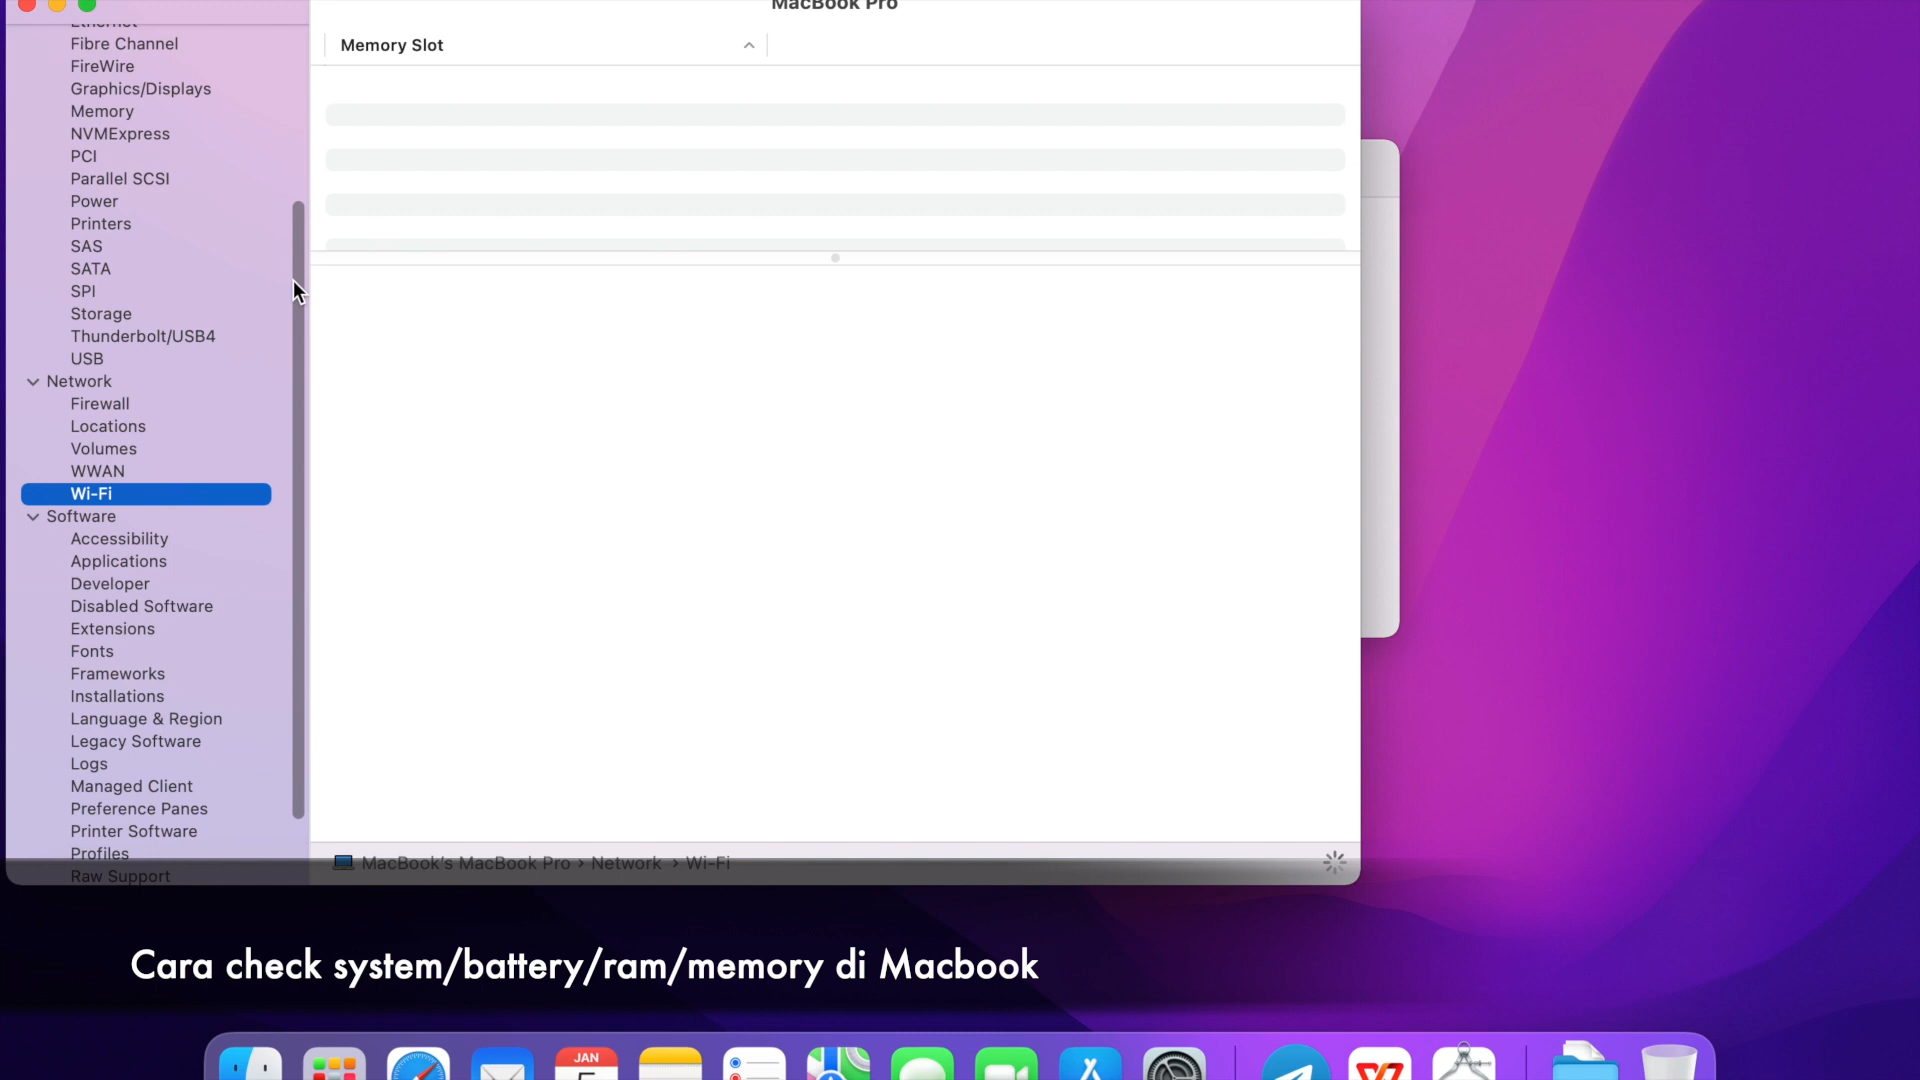 MacBook Pro
Memory Slot
Ethernet
Fibre Channel
FireWire
Graphics/Displays
Memory
NVMExpress
PCI
Parallel SCSI
Power
Printers
SAS
SATA
SPI
Storage
Thunderbolt/USB4
USB
Network
Firewall
Locations
Volumes
WWAN
Wi-Fi
Software
Accessibility
Applications
Developer
Disabled Software
Extensions
Fonts
Frameworks
Installations
Language & Region
Legacy Software
Logs
Managed Client
Preference Panes
Printer Software
Profiles
Raw Support
MacBook's MacBook Pro › Network › Wi-Fi
Cara check system/battery/ram/memory di Macbook
JAN